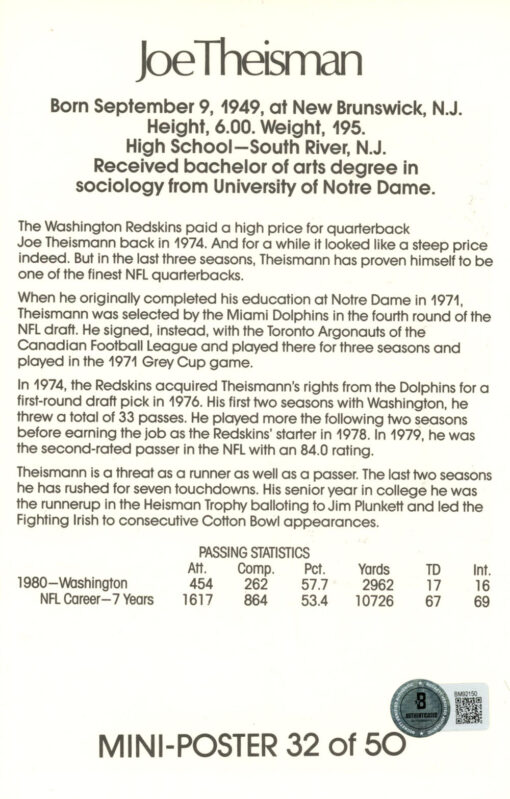 Joe Theisman
Born September 9, 1949, at New Brunswick, N.J.
Height, 6.00. Weight, 195.
High School—South River, N.J.
Received bachelor of arts degree in
sociology from University of Notre Dame.
The Washington Redskins paid a high price for quarterback
Joe Theismann back in 1974. And for a while it looked like a steep price
indeed. But in the last three seasons, Theismann has proven himself to be
one of the finest NFL quarterbacks.
When he originally completed his education at Notre Dame in 1971,
Theismann was selected by the Miami Dolphins in the fourth round of the
NFL draft. He signed, instead, with the Toronto Argonauts of the
Canadian Football League and played there for three seasons and
played in the 1971 Grey Cup game.
In 1974, the Redskins acquired Theismann's rights from the Dolphins for a
first-round draft pick in 1976. His first two seasons with Washington, he
threw a total of 33 passes. He played more the following two seasons
before earning the job as the Redskins' starter in 1978. In 1979, he was
the second-rated passer in the NFL with an 84.0 rating.
Theismann is a threat as a runner as well as a passer. The last two seasons
he has rushed for seven touchdowns. His senior year in college he was
the runnerup in the Heisman Trophy balloting to Jim Plunkett and led the
Fighting Irish to consecutive Cotton Bowl appearances.
PASSING STATISTICS
Att. Comp. Pct. Yards TD Int.
1980—Washington 454 262 57.7 2962 17 16
NFL Career—7 Years 1617 864 53.4 10726 67 69
BM92150
B
AUTHENTICATED
MINI-POSTER 32 of 50